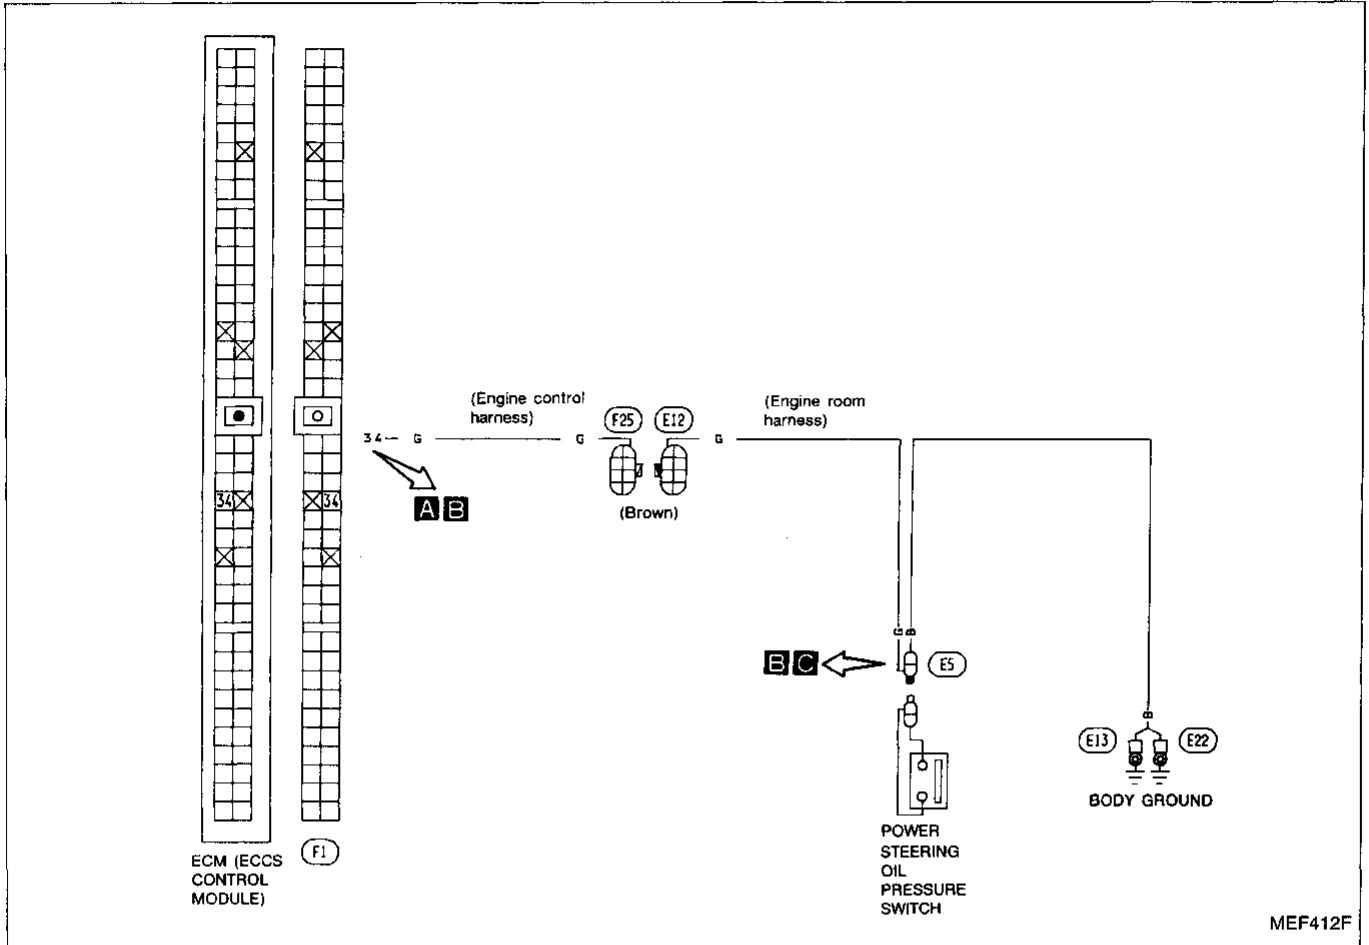 (Engine control
harness)
F25
E12
(Engine room
harness)
34
G
G
G
A B
(Brown)
34
34
G B
B C
E5
B
E13
E22
BODY GROUND
POWER
STEERING
OIL
PRESSURE
SWITCH
ECM (ECCS
CONTROL
MODULE)
F1
MEF412F